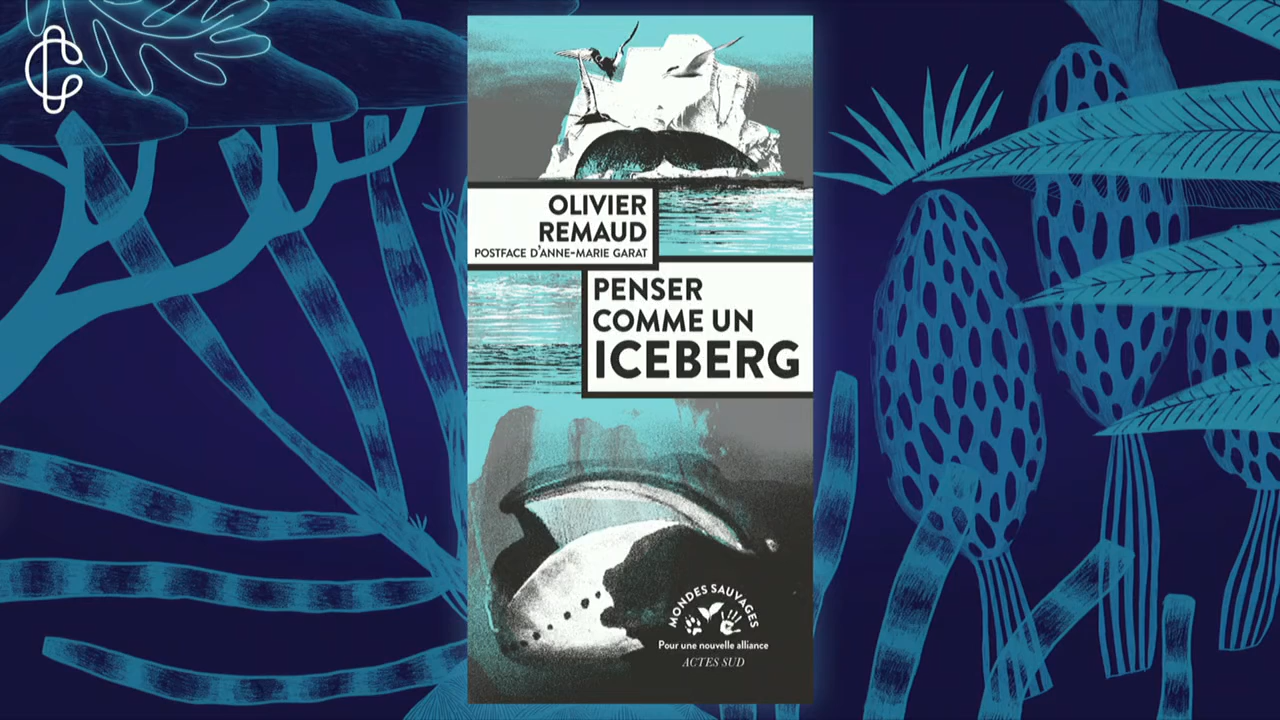 OLIVIER
REMAUD
POSTFACE D'ANNE-MARIE GARAT
PENSER
COMME UN
ICEBERG
MONDES SAUVAGES
Pour une nouvelle alliance
ACTES SUD